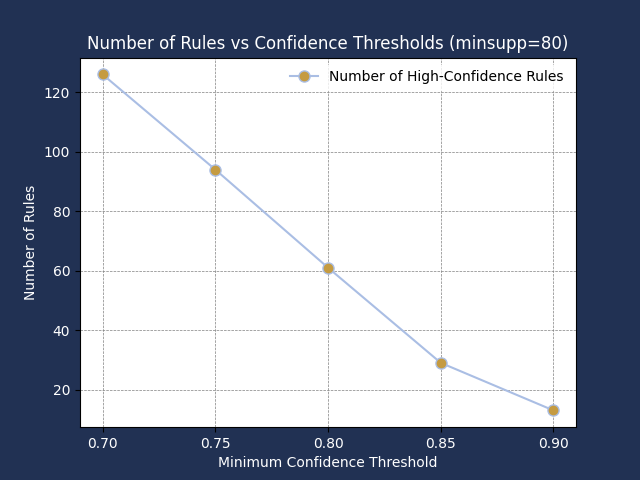 Number of Rules vs Confidence Thresholds (minsupp=80)
Number of High-Confidence Rules
Number of Rules
120
100
80
60
40
20
0.70 0.75 0.80 0.85 0.90
Minimum Confidence Threshold